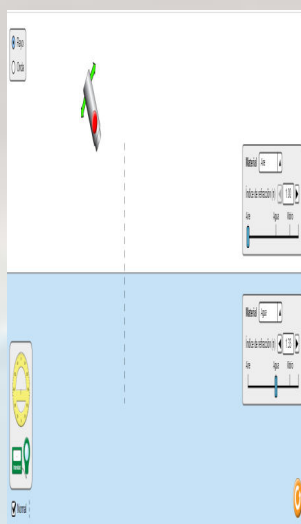 Rayo
Onda
Material Aire
Índice de refracción (n) 1.00
Aire Agua Vidrio
Material Agua
Índice de refracción (n) 1.33
Aire Agua Vidrio
Normal